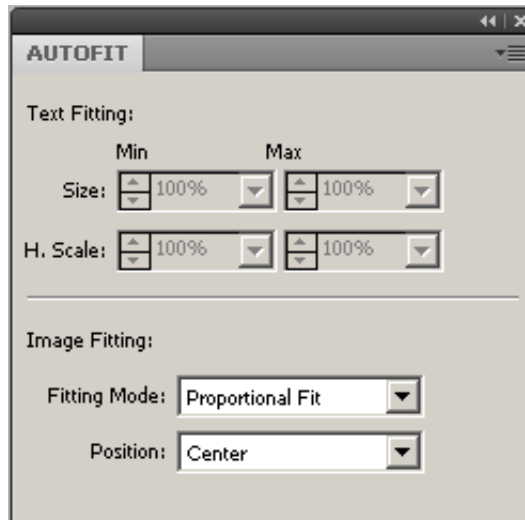 AUTOFIT
Text Fitting:
Min Max
Size: 100% 100%
H. Scale: 100% 100%
Image Fitting:
Fitting Mode: Proportional Fit
Position: Center